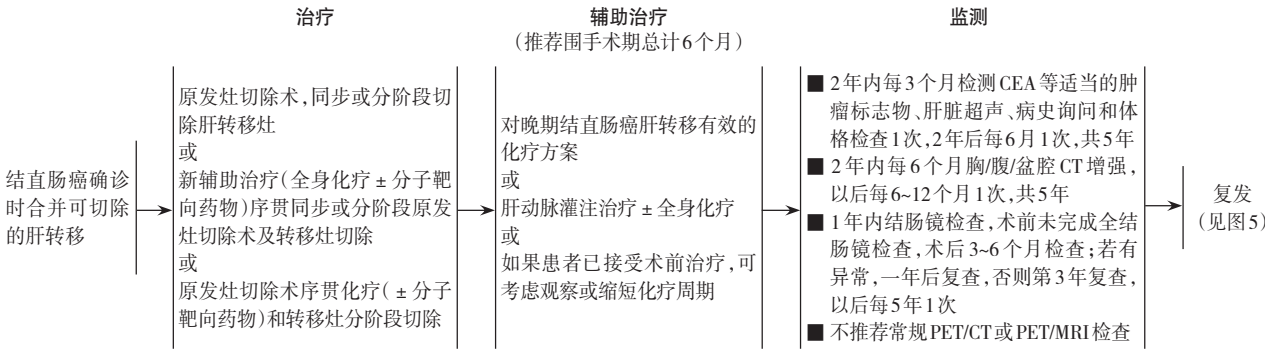 治疗
辅助治疗
（推荐围手术期总计6个月）
监测
结直肠癌确诊
时合并可切除
的肝转移
原发灶切除术，同步或分阶段切
除肝转移灶
或
新辅助治疗（全身化疗 ± 分子靶
向药物）序贯同步或分阶段原发
灶切除术及转移灶切除
或
原发灶切除术序贯化疗（ ± 分子
靶向药物）和转移灶分阶段切除
对晚期结直肠癌肝转移有效的
化疗方案
或
肝动脉灌注治疗 ± 全身化疗
或
如果患者已接受术前治疗，可
考虑观察或缩短化疗周期
■ 2年内每3个月检测CEA等适当的肿
瘤标志物、肝脏超声、病史询问和体
格检查1次，2年后每6月1次，共5年
■ 2年内每6个月胸/腹/盆腔CT增强，
以后每6~12个月1次，共5年
■ 1年内结肠镜检查，术前未完成全结
肠镜检查，术后3~6个月检查；若有
异常，一年后复查，否则第3年复查，
以后每5年1次
■ 不推荐常规PET/CT或PET/MRI检查
复发
（见图5）